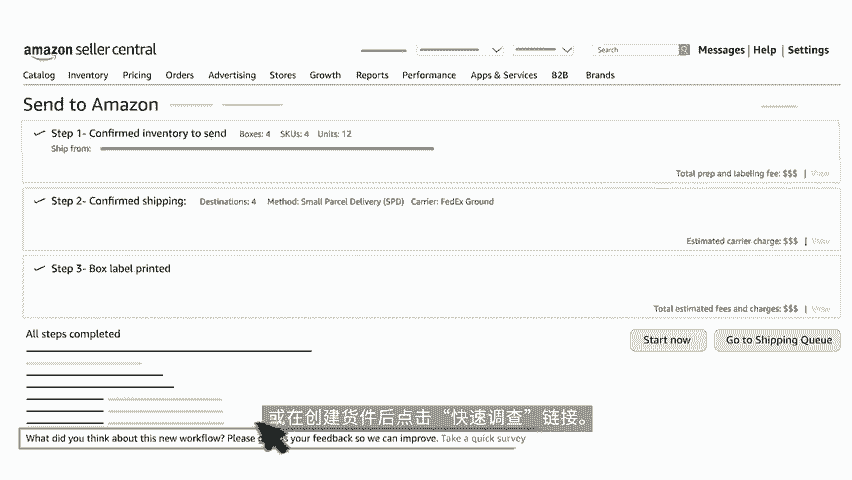 amazon seller central
Search
Messages | Help | Settings
Catalog Inventory Pricing Orders Advertising Stores Growth Reports Performance Apps & Services B2B Brands
Send to Amazon
Step 1- Confirmed inventory to send Boxes: 4 SKUs: 4 Units: 12
Ship from:
Total prep and labeling fee: $$$ | View
Step 2- Confirmed shipping: Destinations: 4 Method: Small Parcel Delivery (SPD) Carrier: FedEx Ground
Estimated carrier charge: $$$ | View
Step 3- Box label printed
Total estimated fees and charges: $$$ | View
All steps completed
Start now Go to Shipping Queue
或在创建货件后点击“快速调查”链接。
What did you think about this new workflow? Please your feedback so we can improve. Take a quick survey